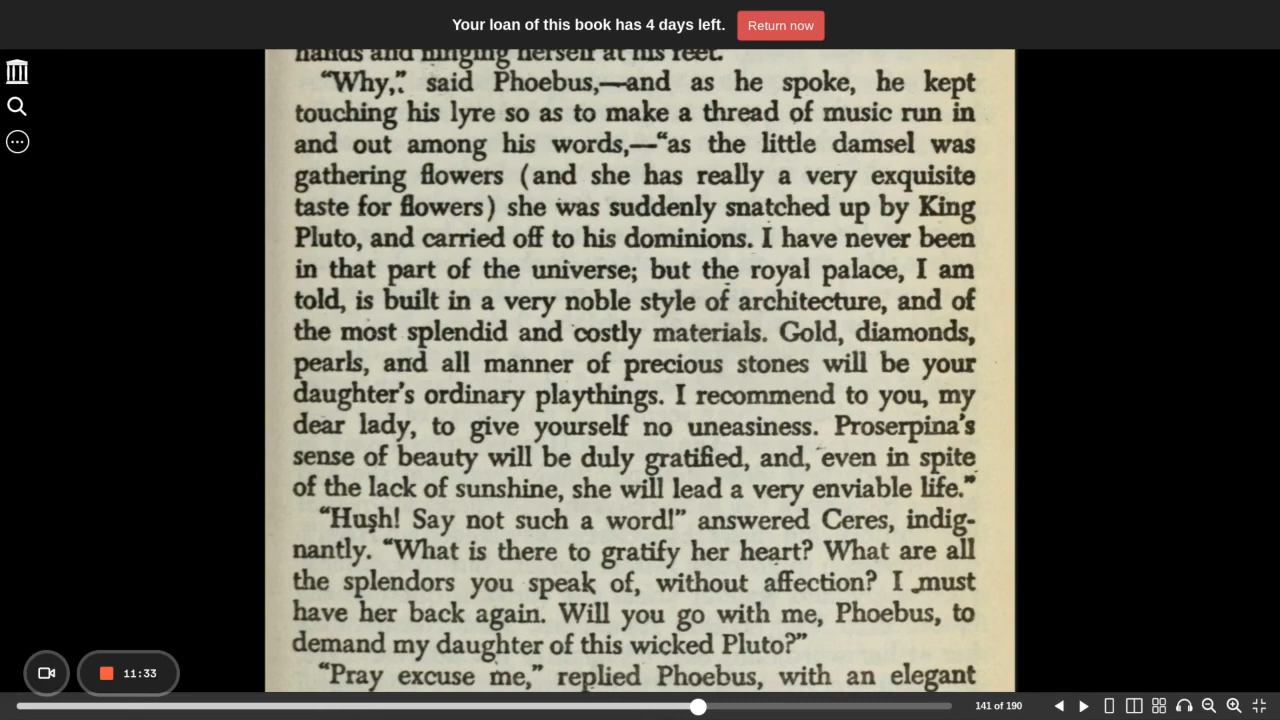 Your loan of this book has 4 days left. Return now
hands and flinging herself at his feet.
“Why,” said Phoebus,—and as he spoke, he kept
touching his lyre so as to make a thread of music run in
and out among his words,—“as the little damsel was
gathering flowers (and she has really a very exquisite
taste for flowers) she was suddenly snatched up by King
Pluto, and carried off to his dominions. I have never been
in that part of the universe; but the royal palace, I am
told, is built in a very noble style of architecture, and of
the most splendid and costly materials. Gold, diamonds,
pearls, and all manner of precious stones will be your
daughter’s ordinary playthings. I recommend to you, my
dear lady, to give yourself no uneasiness. Proserpina’s
sense of beauty will be duly gratified, and, even in spite
of the lack of sunshine, she will lead a very enviable life.”
“Hush! Say not such a word!” answered Ceres, indig-
nantly. “What is there to gratify her heart? What are all
the splendors you speak of, without affection? I must
have her back again. Will you go with me, Phoebus, to
demand my daughter of this wicked Pluto?”
“Pray excuse me,” replied Phoebus, with an elegant
11:33
141 of 190